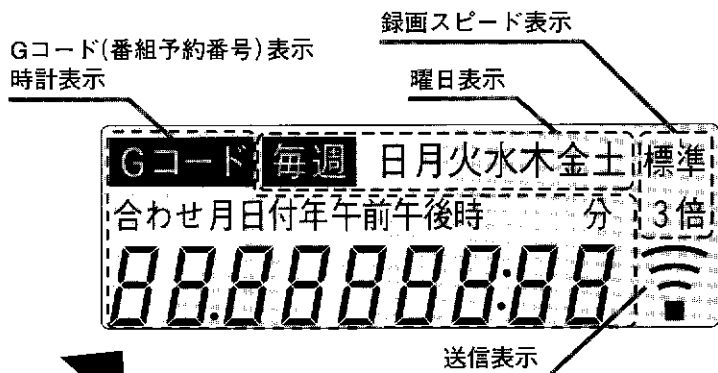 録画スピード表示
Gコード(番組予約番号)表示
時計表示
曜日表示
Gコード 毎週 日月火水木金土 標準
合わせ月日付年午前午後時 分 3倍
88.88888:88
送信表示